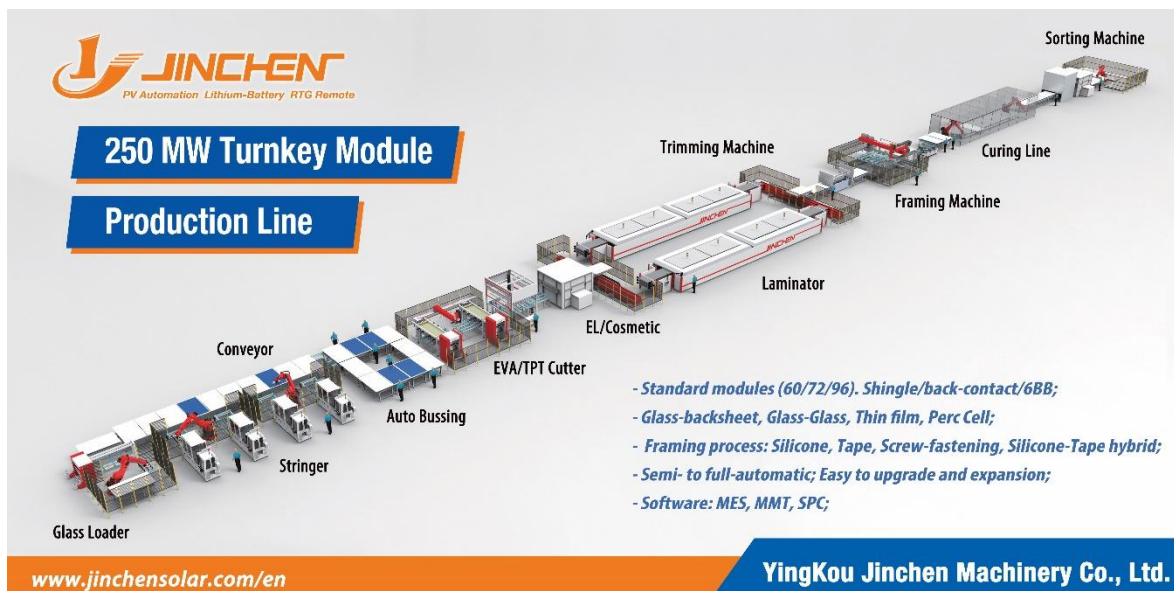 JINCHEN
PV Automation Lithium-Battery RTG Remote
250 MW Turnkey Module
Production Line
Sorting Machine
Curing Line
Trimming Machine
Framing Machine
JINCHEN
Laminator
JINCHEN
EL/Cosmetic
EVA/TPT Cutter
Conveyor
Auto Bussing
Stringer
Glass Loader
- Standard modules (60/72/96). Shingle/back-contact/6BB;
- Glass-backsheet, Glass-Glass, Thin film, Perc Cell;
- Framing process: Silicone, Tape, Screw-fastening, Silicone-Tape hybrid;
- Semi- to full-automatic; Easy to upgrade and expansion;
- Software: MES, MMT, SPC;
www.jinchensolar.com/en
YingKou Jinchen Machinery Co., Ltd.